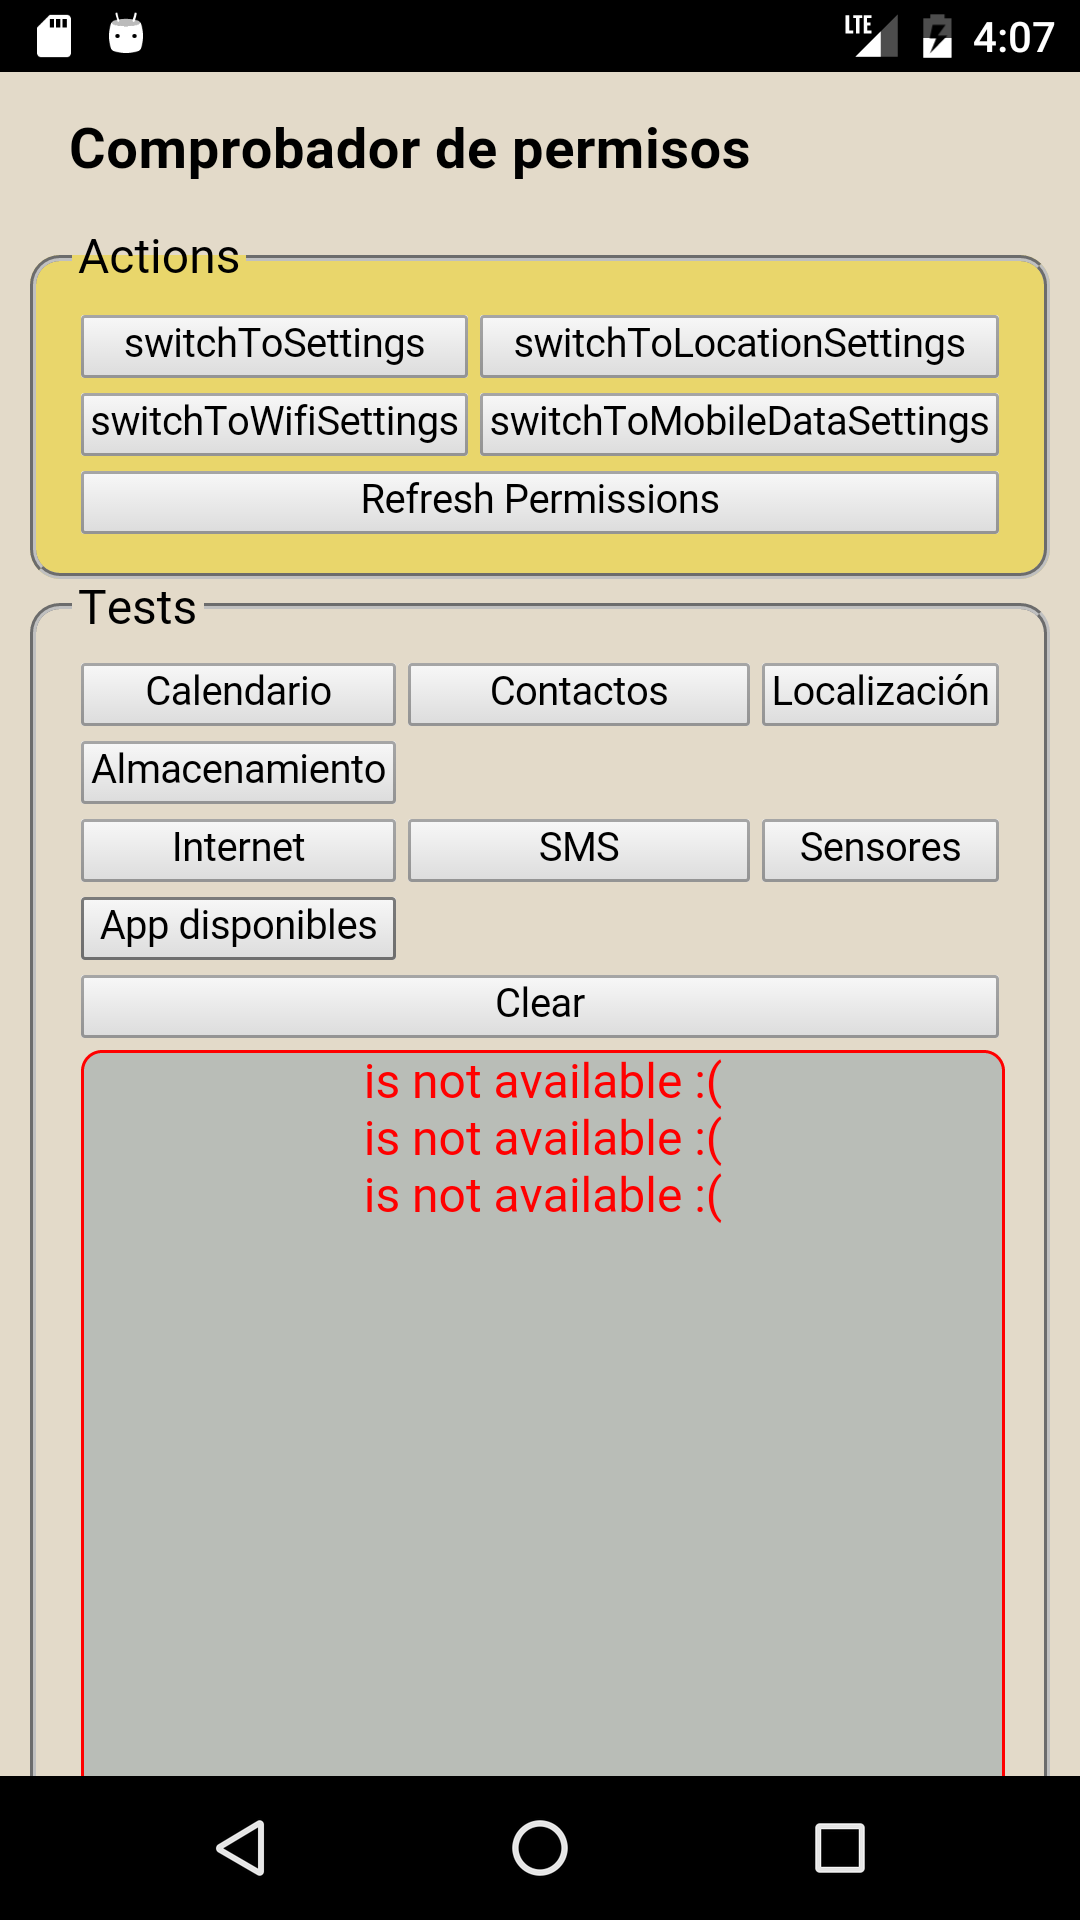 LTE 4:07
Comprobador de permisos
Actions
switchToSettings switchToLocationSettings
switchToWifiSettings switchToMobileDataSettings
Refresh Permissions
Tests
Calendario Contactos Localización
Almacenamiento
Internet SMS Sensores
App disponibles
Clear
is not available :(
is not available :(
is not available :(